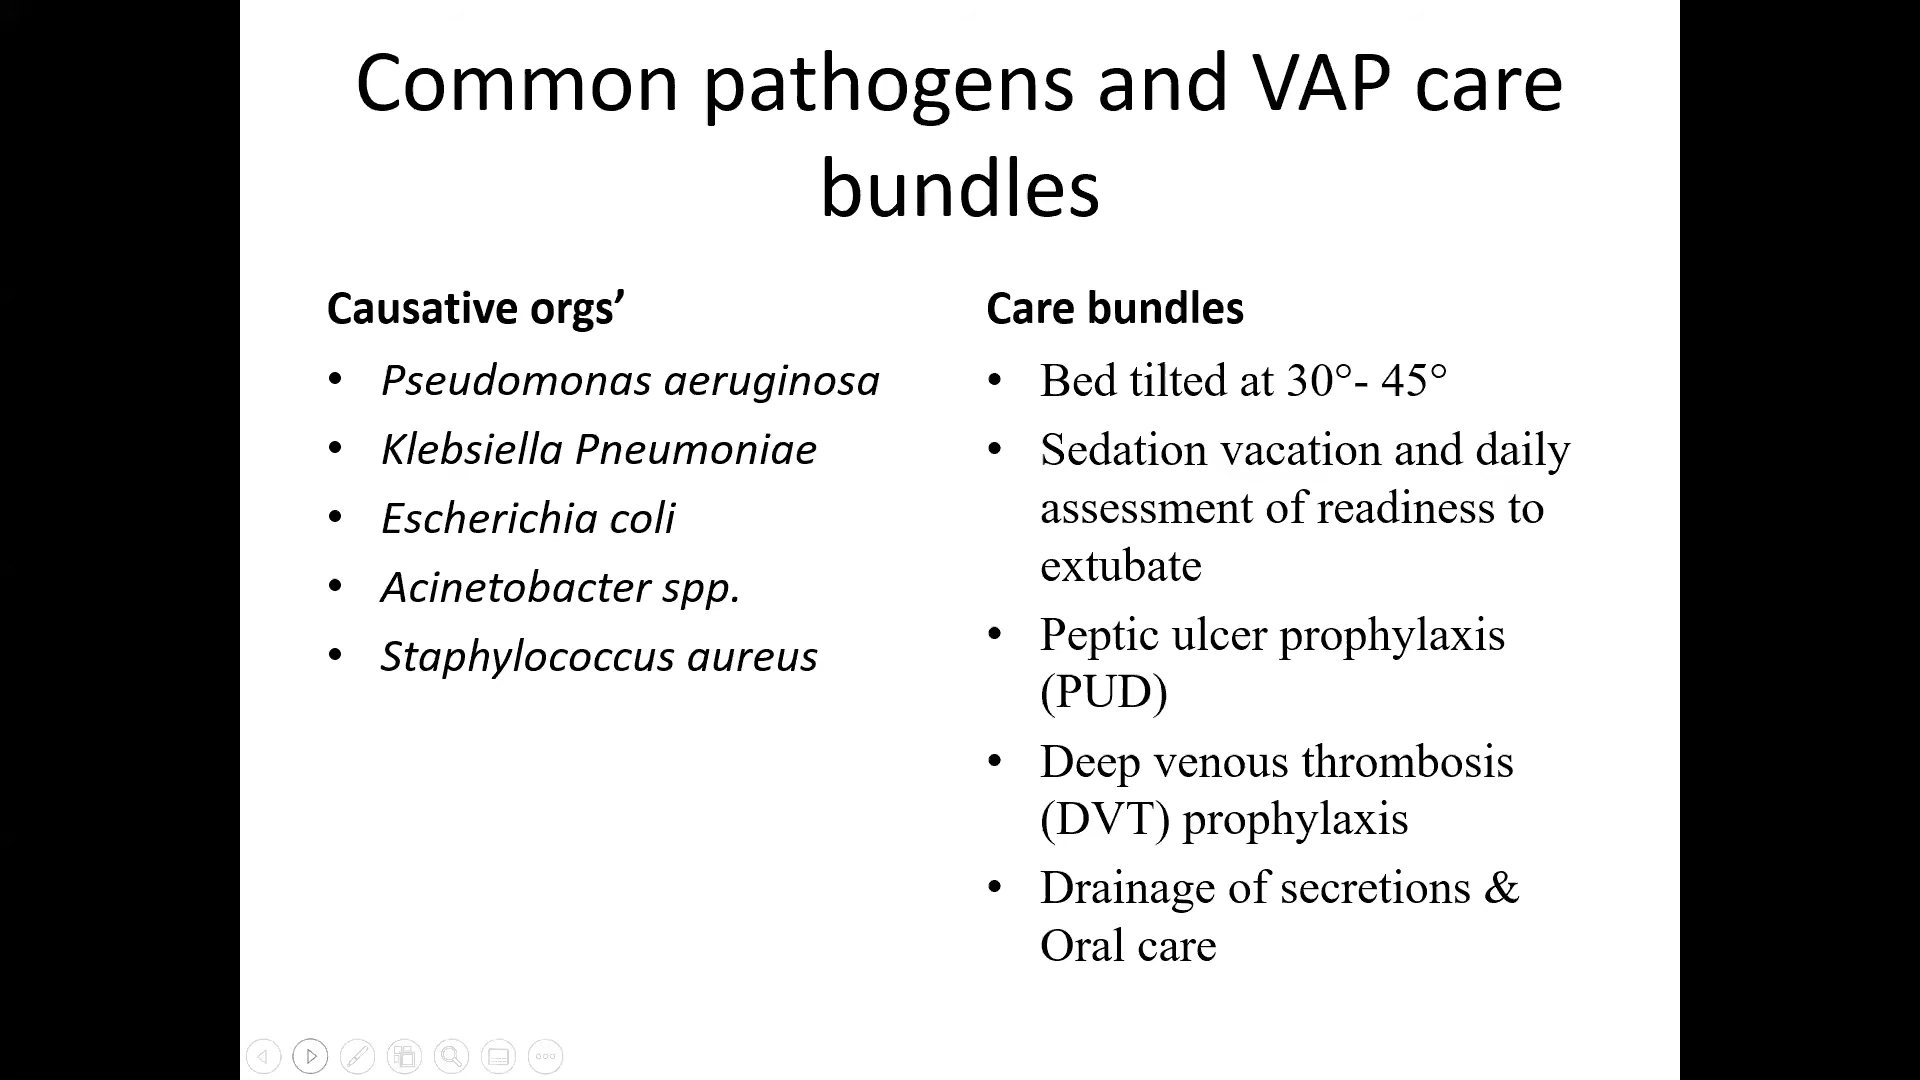 Common pathogens and VAP care
bundles
Causative orgs’
• Pseudomonas aeruginosa
• Klebsiella Pneumoniae
• Escherichia coli
• Acinetobacter spp.
• Staphylococcus aureus
Care bundles
• Bed tilted at 30°- 45°
• Sedation vacation and daily
assessment of readiness to
extubate
• Peptic ulcer prophylaxis
(PUD)
• Deep venous thrombosis
(DVT) prophylaxis
• Drainage of secretions &
Oral care